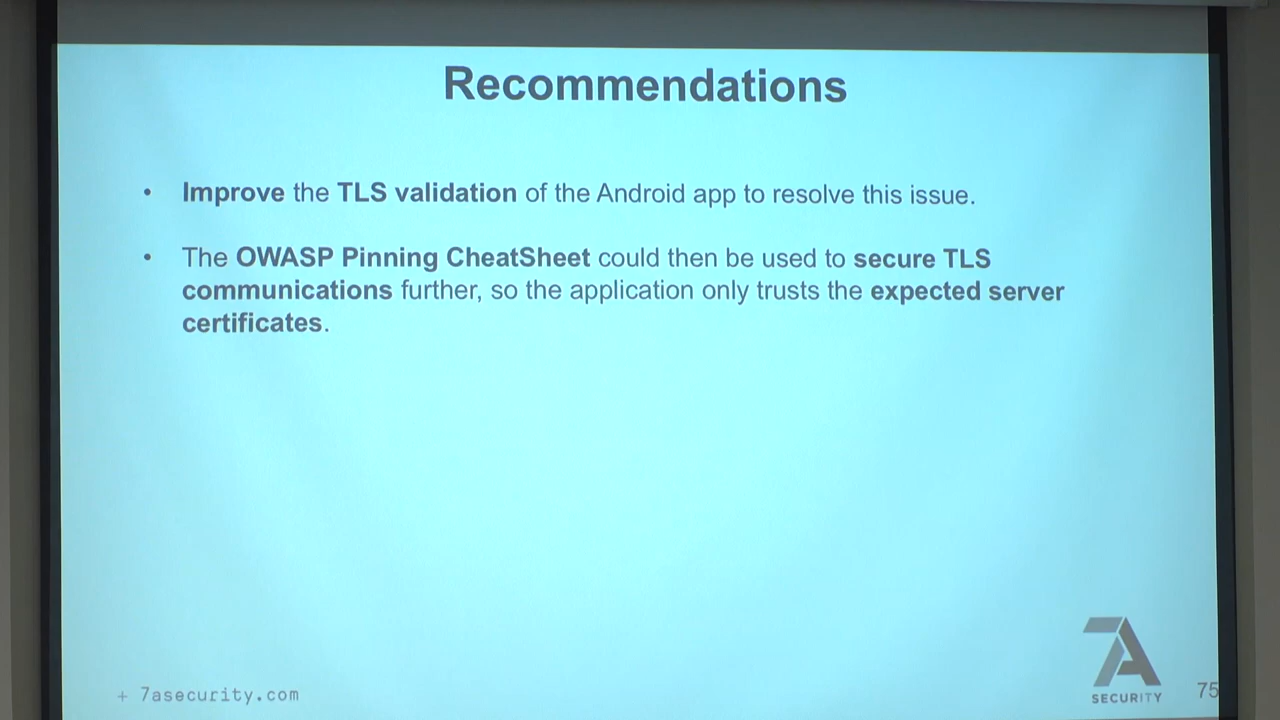 Recommendations
• Improve the TLS validation of the Android app to resolve this issue.
• The OWASP Pinning CheatSheet could then be used to secure TLS
communications further, so the application only trusts the expected server
certificates.
+ 7asecurity.com
7A
SECURITY
75